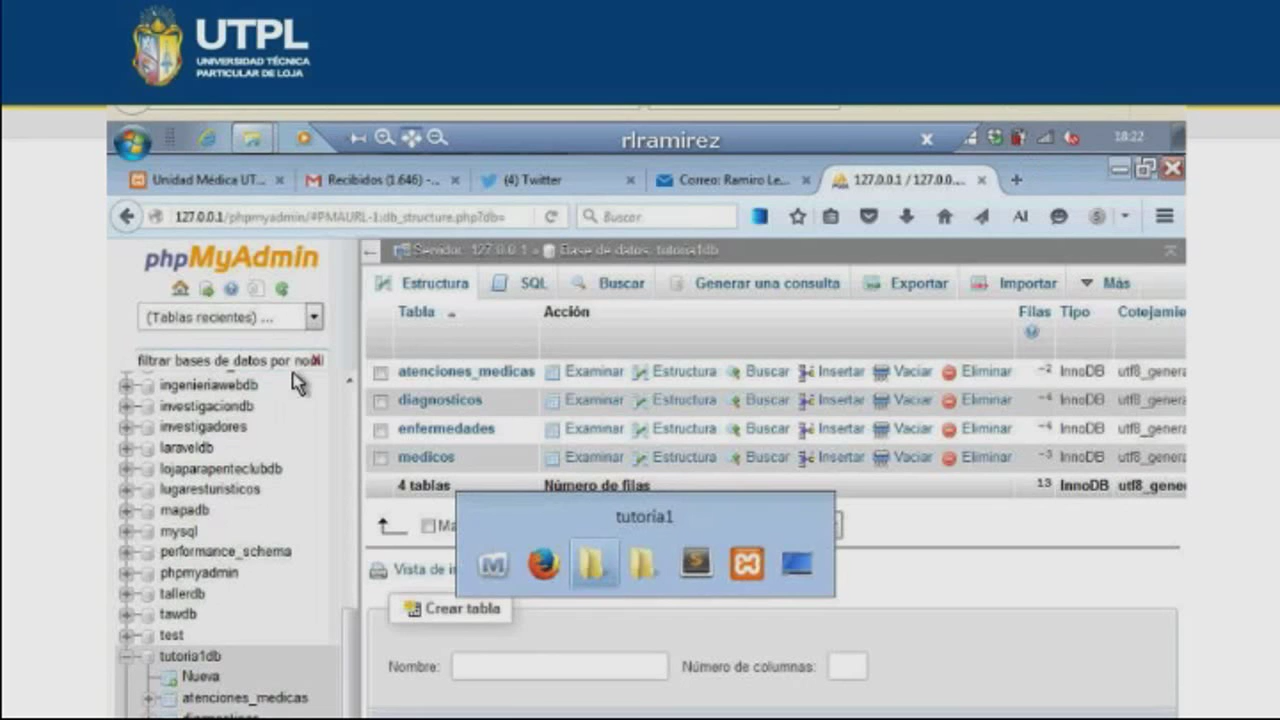 UTPL
UNIVERSIDAD TÉCNICA
PARTICULAR DE LOJA
rlramirez
18:22
Unidad Médica UT...
Recibidos (1.646) -...
(4) Twitter
Correo: Ramiro Le...
127.0.0.1 / 127.0.0....
127.0.0.1/phpmyadmin/#PMAURL-1:db_structure.php?db=
Buscar
phpMyAdmin
(Tablas recientes) ...
filtrar bases de datos por
ingenieriawebdb
investigaciondb
investigadores
laraveldb
lojaparapenteclubdb
lugaresturisticos
mapadb
mysql
performance_schema
phpmyadmin
tallerdb
tawdb
test
tutoria1db
Nueva
atenciones_medicas
diagnosticos
Servidor: 127.0.0.1 » Base de datos: tutoria1db
Estructura SQL Buscar Generar una consulta Exportar Importar Más
Tabla Acción Filas Tipo Cotejamie
atenciones_medicas Examinar Estructura Buscar Insertar Vaciar Eliminar ~2 InnoDB utf8_genera
diagnosticos Examinar Estructura Buscar Insertar Vaciar Eliminar ~4 InnoDB utf8_genera
enfermedades Examinar Estructura Buscar Insertar Vaciar Eliminar ~4 InnoDB utf8_genera
medicos Examinar Estructura Buscar Insertar Vaciar Eliminar ~3 InnoDB utf8_genera
4 tablas Número de filas 13 InnoDB utf8_gene
tutoria1
Ma
Vista de i
Crear tabla
Nombre: Número de columnas: